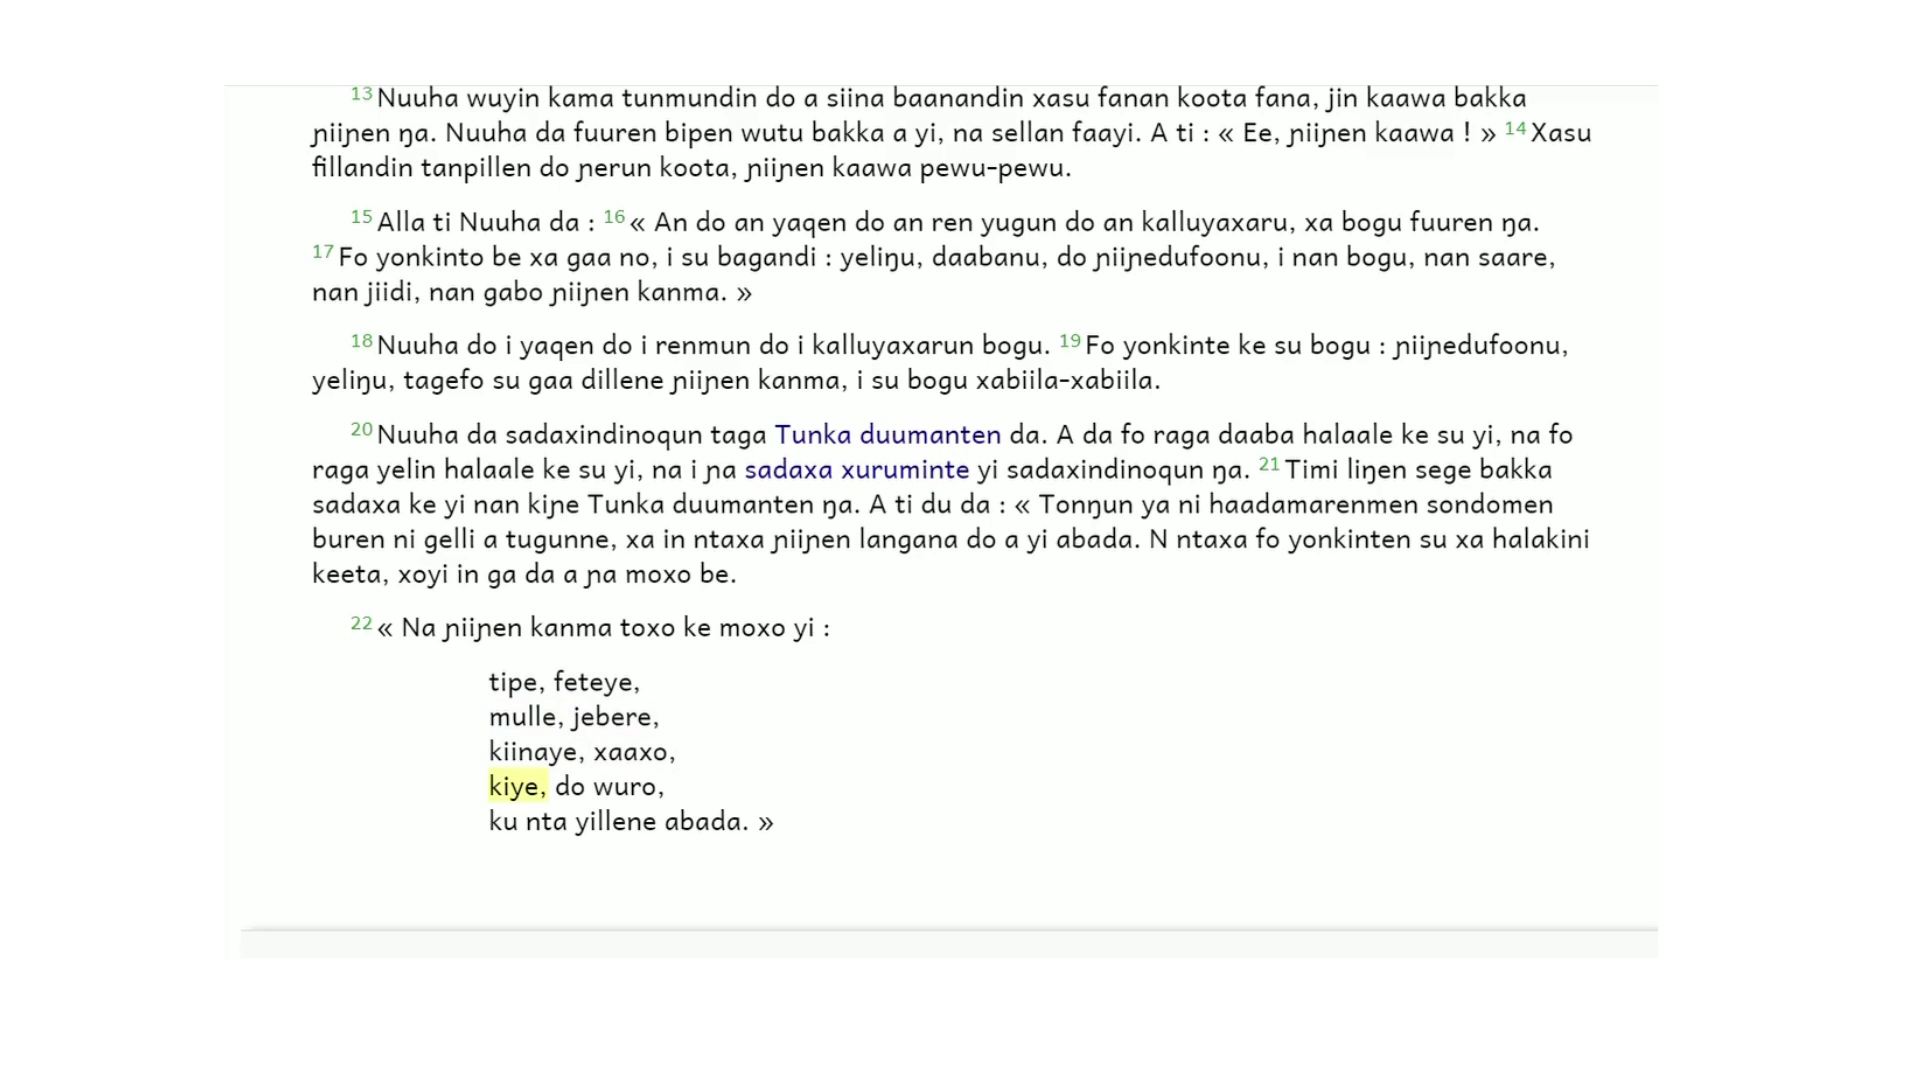 13 Nuuha wuyin kama tunmundin do a siina baanandin xasu fanan koota fana, jin kaawa bakka
ɲiiɲen ŋa. Nuuha da fuuren bipen wutu bakka a yi, na sellan faayi. A ti : « Ee, ɲiiɲen kaawa ! » 14 Xasu
fillandin tanpillen do ɲerun koota, ɲiiɲen kaawa pewu-pewu.
15 Alla ti Nuuha da : 16 « An do an yaqen do an ren yugun do an kalluyaxaru, xa bogu fuuren ŋa.
17 Fo yonkinto be xa gaa no, i su bagandi : yeliŋu, daabanu, do ɲiiɲedufoonu, i nan bogu, nan saare,
nan jiidi, nan gabo ɲiiɲen kanma. »
18 Nuuha do i yaqen do i renmun do i kalluyaxarun bogu. 19 Fo yonkinte ke su bogu : ɲiiɲedufoonu,
yeliŋu, tagefo su gaa dillene ɲiiɲen kanma, i su bogu xabiila-xabiila.
20 Nuuha da sadaxindinoqun taga Tunka duumanten da. A da fo raga daaba halaale ke su yi, na fo
raga yelin halaale ke su yi, na i ɲa sadaxa xuruminte yi sadaxindinoqun ŋa. 21 Timi liŋen sege bakka
sadaxa ke yi nan kiɲe Tunka duumanten ŋa. A ti du da : « Tonŋun ya ni haadamarenmen sondomen
buren ni gelli a tugunne, xa in ntaxa ɲiiɲen langana do a yi abada. N ntaxa fo yonkinten su xa halakini
keeta, xoyi in ga da a ɲa moxo be.
22 « Na ɲiiɲen kanma toxo ke moxo yi :
tipe, feteye,
mulle, jebere,
kiinaye, xaaxo,
kiye, do wuro,
ku nta yillene abada. »